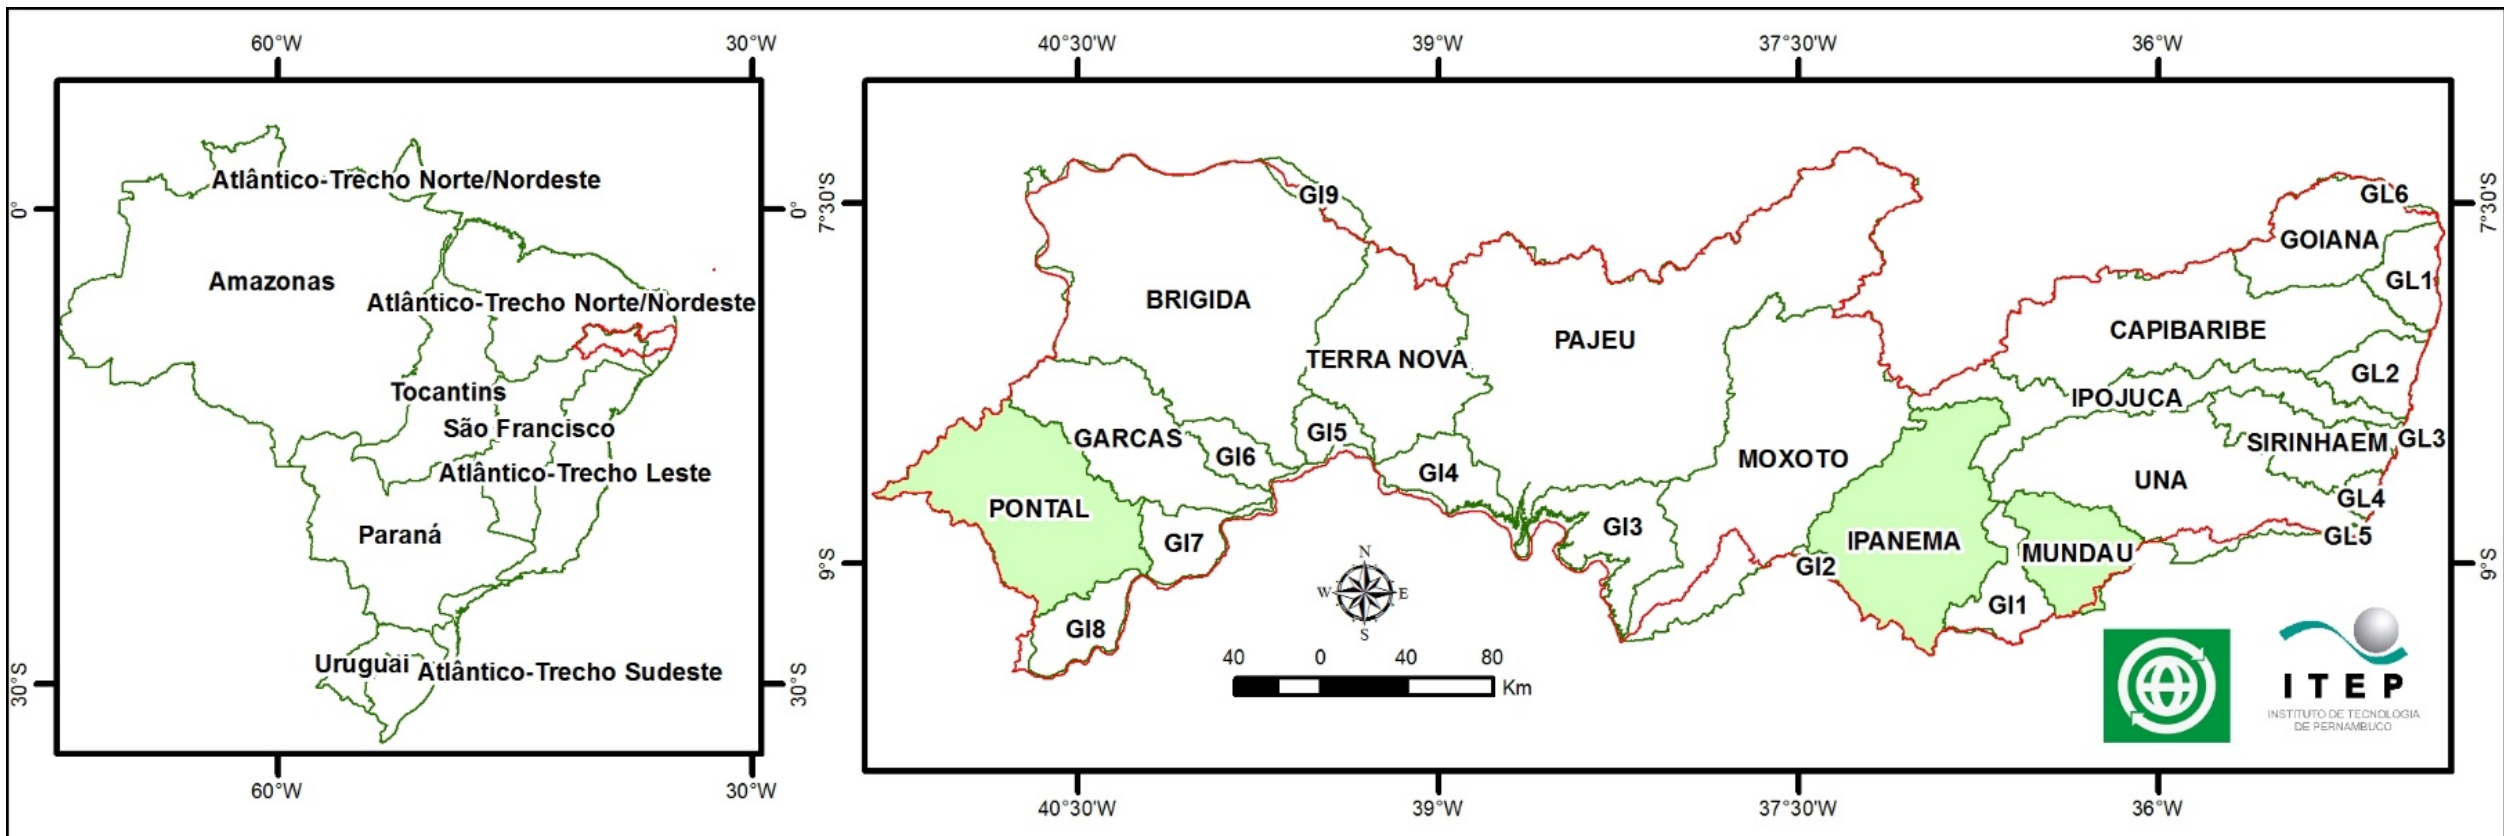 60°W
30°W
0°
0°
30°S
30°S
60°W
30°W
Atlântico-Trecho Norte/Nordeste
Amazonas
Atlântico-Trecho Norte/Nordeste
Tocantins
São Francisco
Atlântico-Trecho Leste
Paraná
Uruguai
Atlântico-Trecho Sudeste
40°30'W
39°W
37°30'W
36°W
7°30'S
7°30'S
9°S
9°S
40°30'W
39°W
37°30'W
36°W
GI9
GL6
GOIANA
GL1
BRIGIDA
CAPIBARIBE
PAJEU
TERRA NOVA
GL2
IPOJUCA
GI5
GARCAS
GL3
SIRINHAEM
GI6
MOXOTO
GI4
UNA
GL4
PONTAL
GI3
GL5
GI7
IPANEMA
MUNDAU
GI2
GI1
GI8
N
W
E
S
40
0
40
80
Km
ITEP
INSTITUTO DE TECNOLOGIA
DE PERNAMBUCO